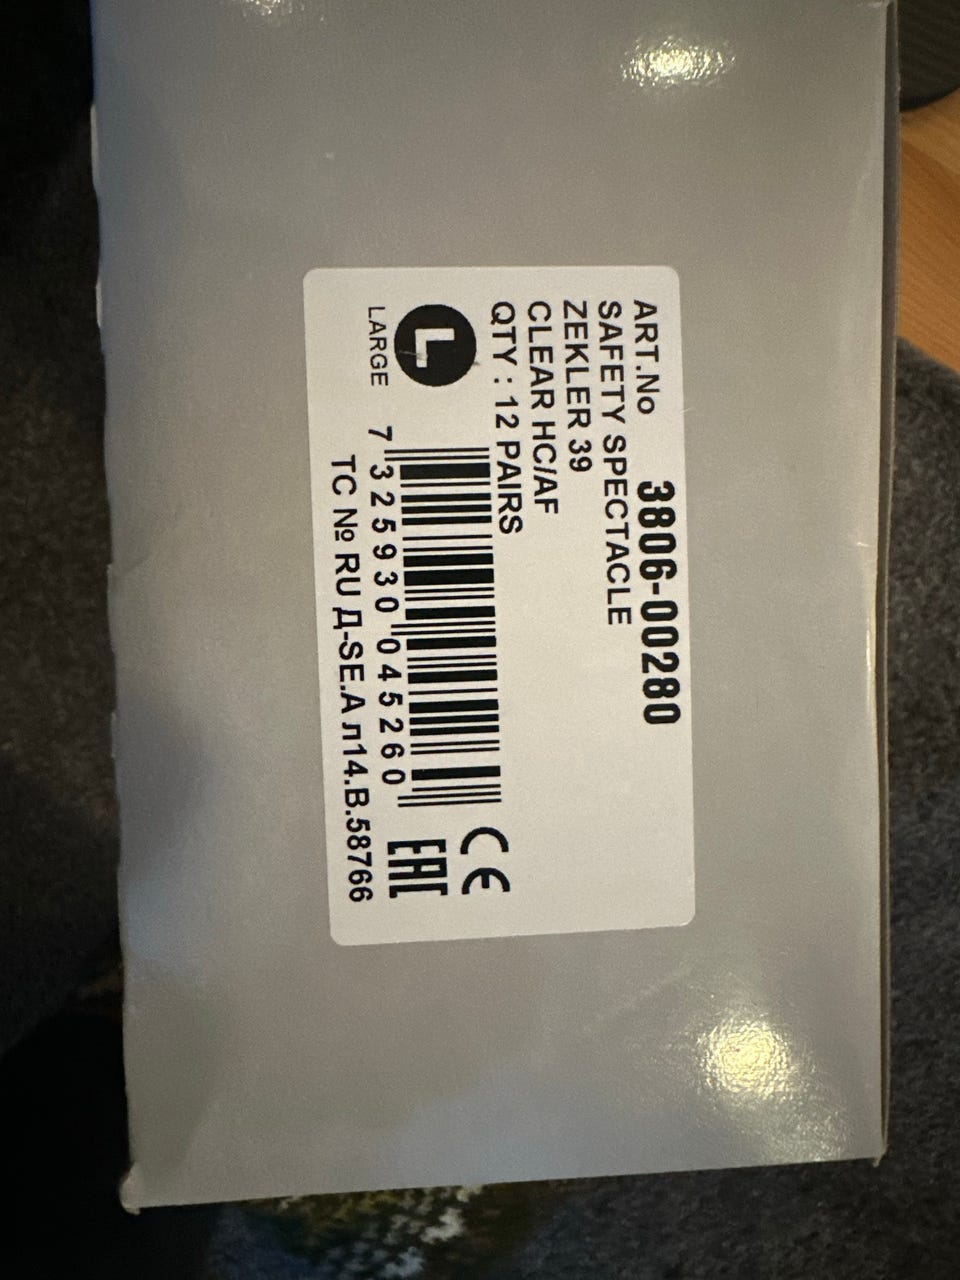 ART.No 3806-00280
SAFETY SPECTACLE
ZEKLER 39
CLEAR HC/AF
QTY : 12 PAIRS
L
LARGE
7 325930 045260
CE
EAC
TC № RU Д-SE.A л14.B.58766